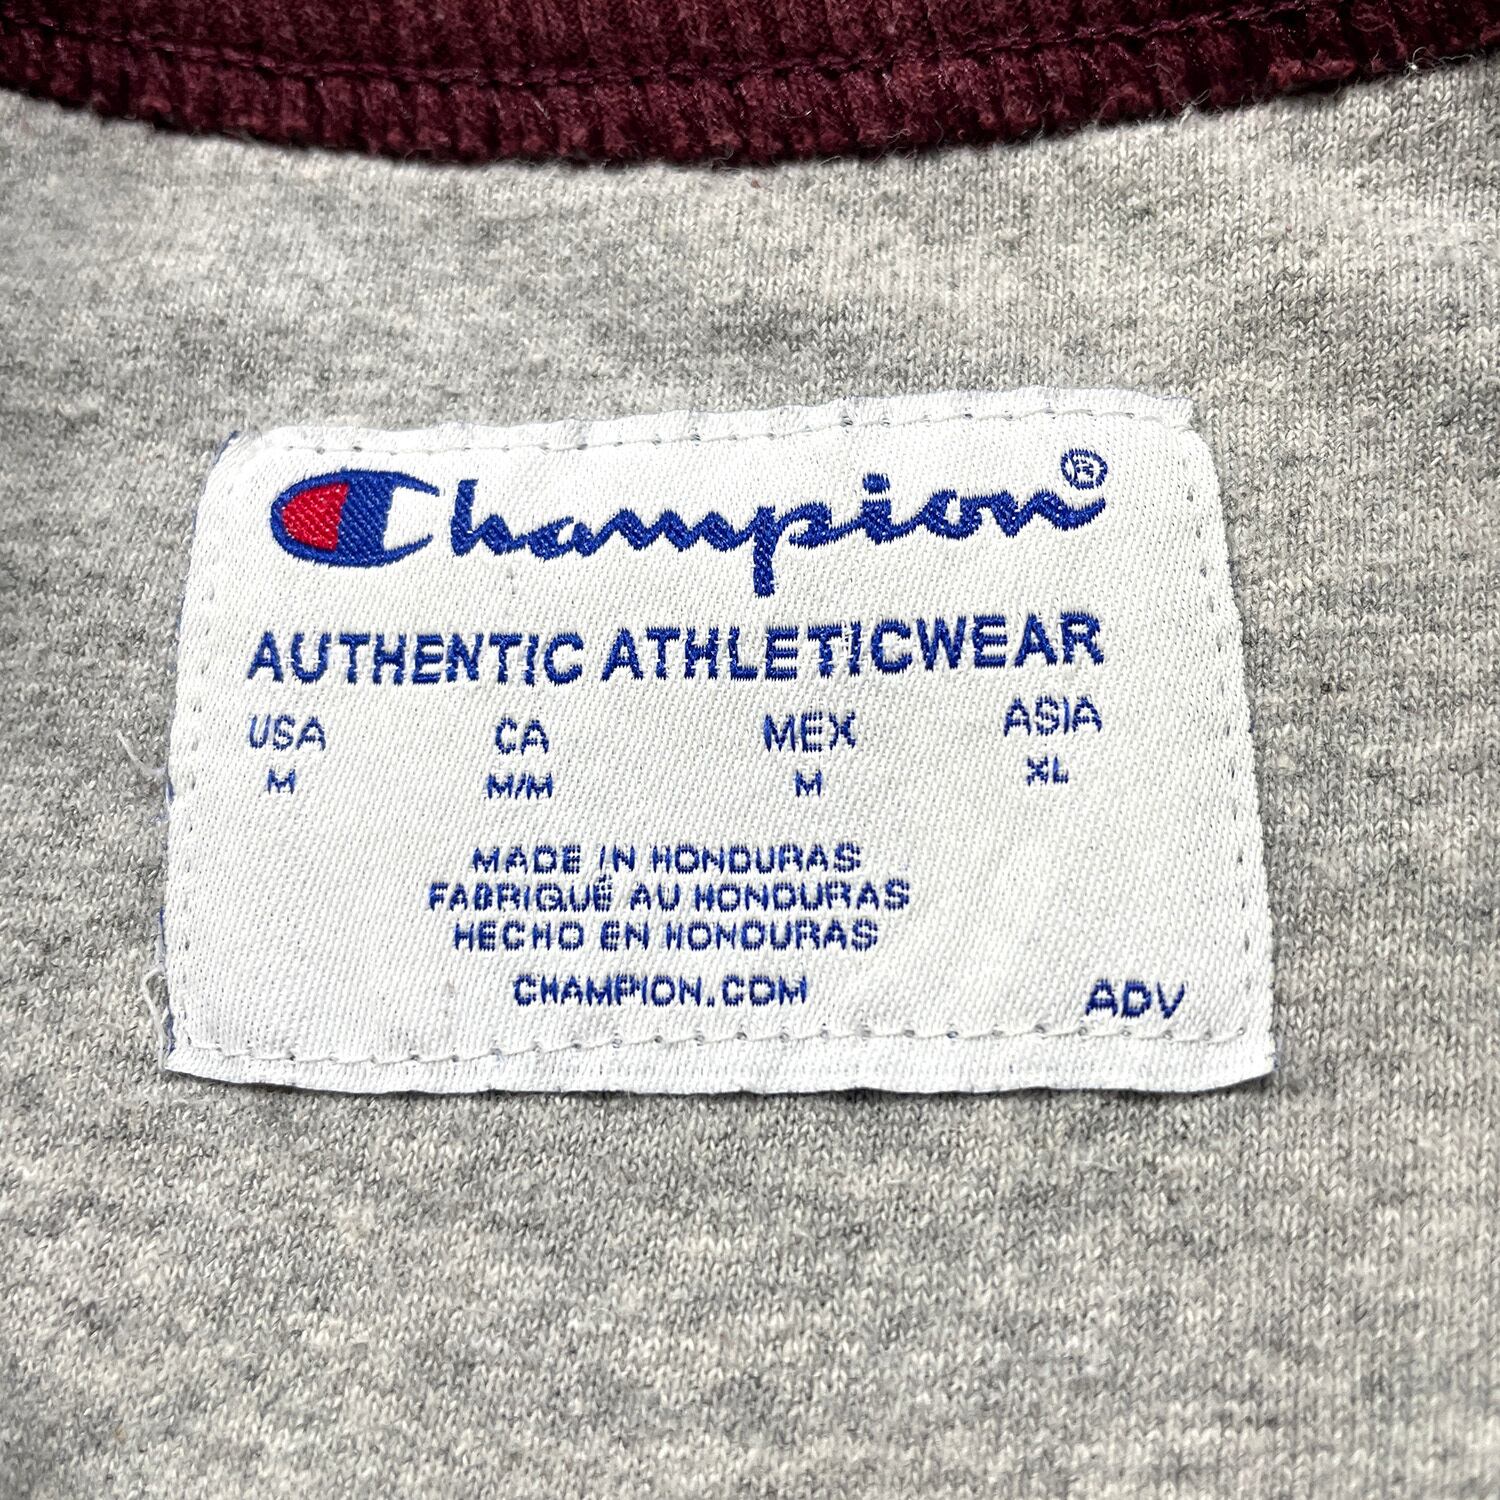 Champion®
AUTHENTIC ATHLETICWEAR
USA CA MEX ASIA
M M/M M XL
MADE IN HONDURAS
FABRIQUÉ AU HONDURAS
HECHO EN HONDURAS
CHAMPION.COM ADV